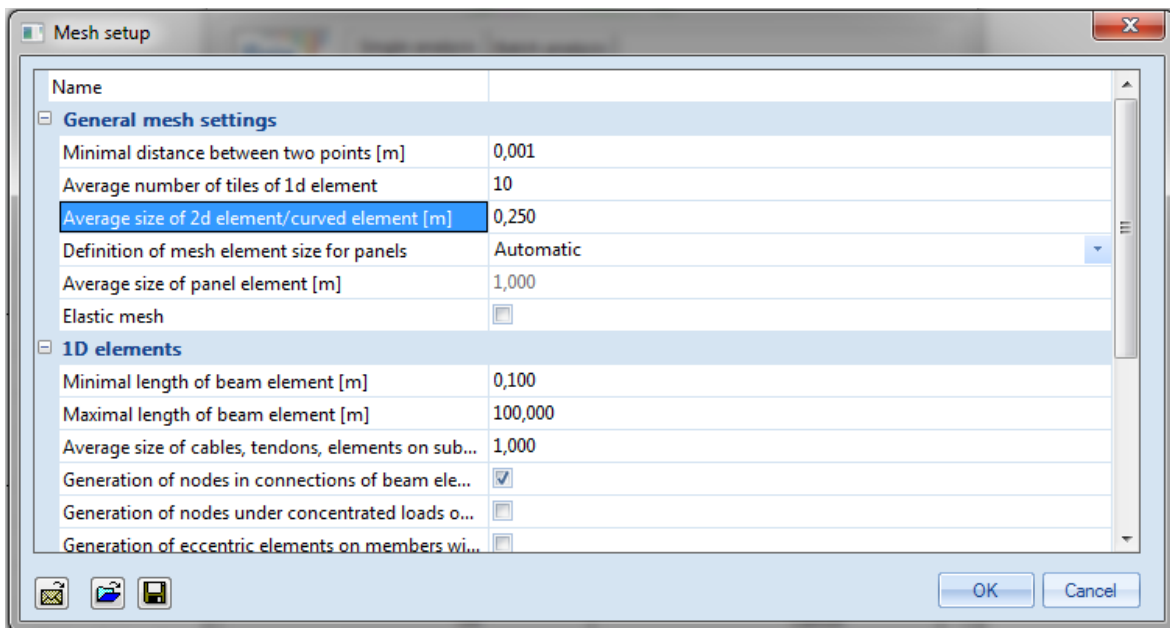 Mesh setup
Name
General mesh settings
Minimal distance between two points [m] 0,001
Average number of tiles of 1d element 10
Average size of 2d element/curved element [m] 0,250
Definition of mesh element size for panels Automatic
Average size of panel element [m] 1,000
Elastic mesh
1D elements
Minimal length of beam element [m] 0,100
Maximal length of beam element [m] 100,000
Average size of cables, tendons, elements on sub... 1,000
Generation of nodes in connections of beam ele...
Generation of nodes under concentrated loads o...
Generation of eccentric elements on members wi...
OK Cancel